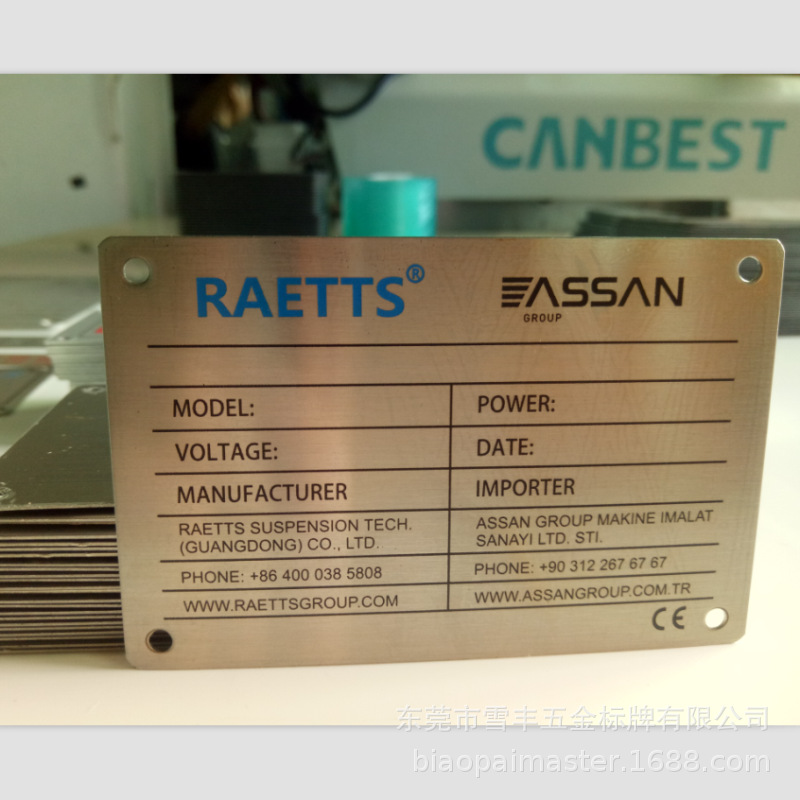 CANBEST
RAETTS® ASSAN
GROUP
MODEL: POWER:
VOLTAGE: DATE:
MANUFACTURER IMPORTER
RAETTS SUSPENSION TECH. ASSAN GROUP MAKINE IMALAT
(GUANGDONG) CO., LTD. SANAYI LTD. STI.
PHONE: +86 400 038 5808 PHONE: +90 312 267 67 67
WWW.RAETTSGROUP.COM WWW.ASSANGROUP.COM.TR
CE
东莞市雪丰五金标牌有限公司
biaopaimaster.1688.com